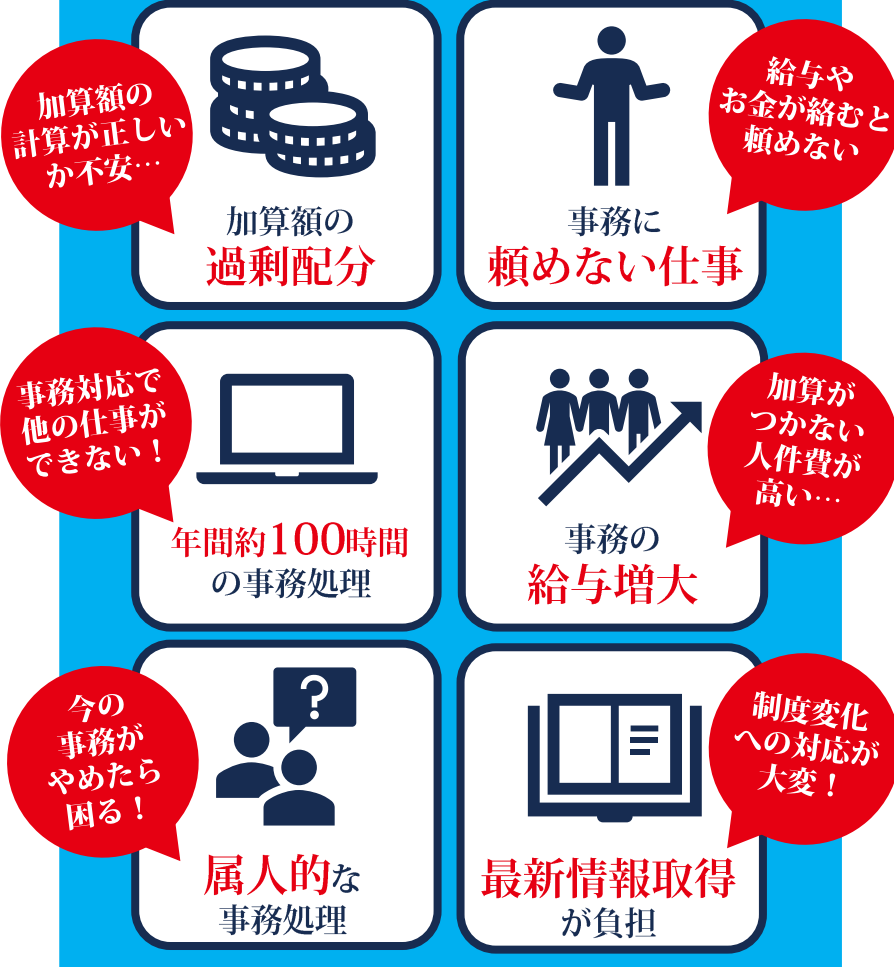 加算額の
計算が正しい
か不安…
加算額の
過剰配分
給与や
お金が絡むと
頼めない
事務に
頼めない仕事
事務対応で
他の仕事が
できない！
年間約100時間
の事務処理
加算が
つかない
人件費が
高い…
事務の
給与増大
今の
事務が
やめたら
困る！
?
属人的な
事務処理
制度変化
への対応が
大変！
最新情報取得
が負担